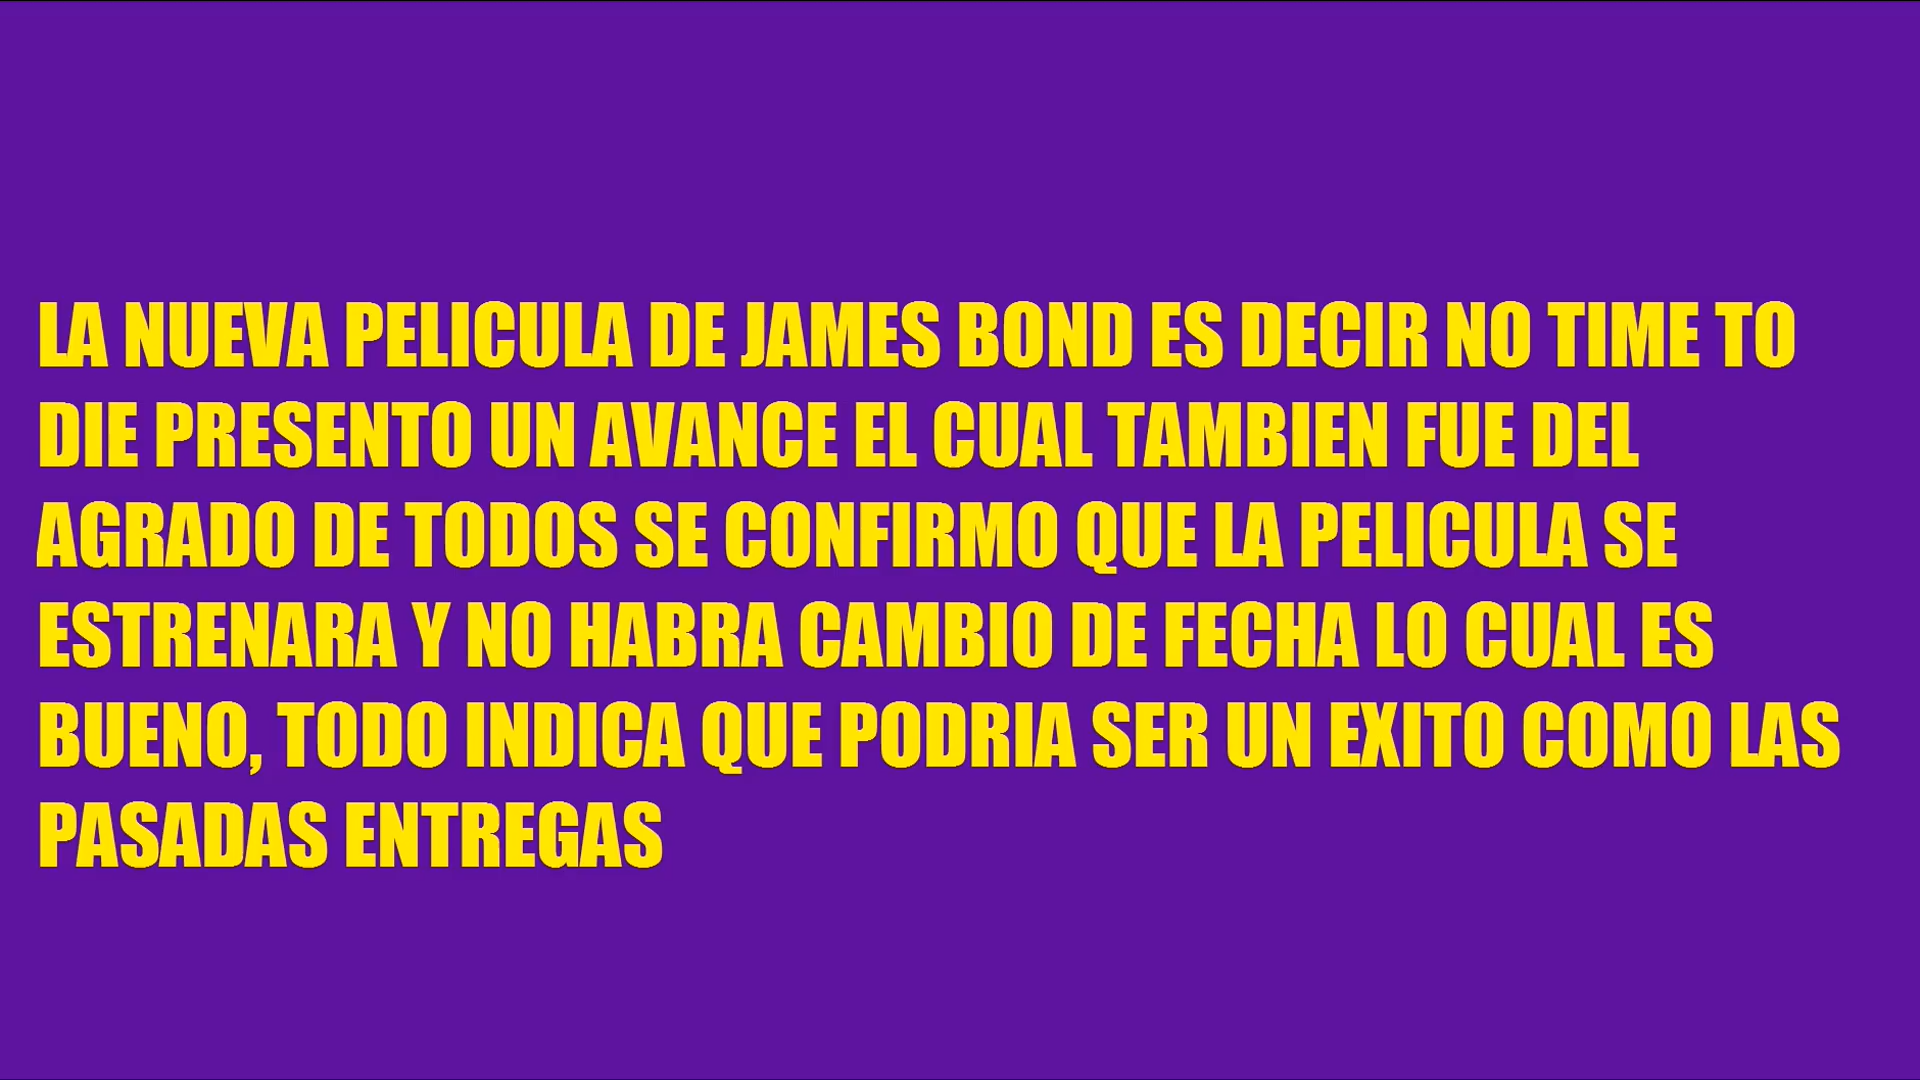 LA NUEVA PELICULA DE JAMES BOND ES DECIR NO TIME TO
DIE PRESENTO UN AVANCE EL CUAL TAMBIEN FUE DEL
AGRADO DE TODOS SE CONFIRMO QUE LA PELICULA SE
ESTRENARA Y NO HABRA CAMBIO DE FECHA LO CUAL ES
BUENO, TODO INDICA QUE PODRIA SER UN EXITO COMO LAS
PASADAS ENTREGAS